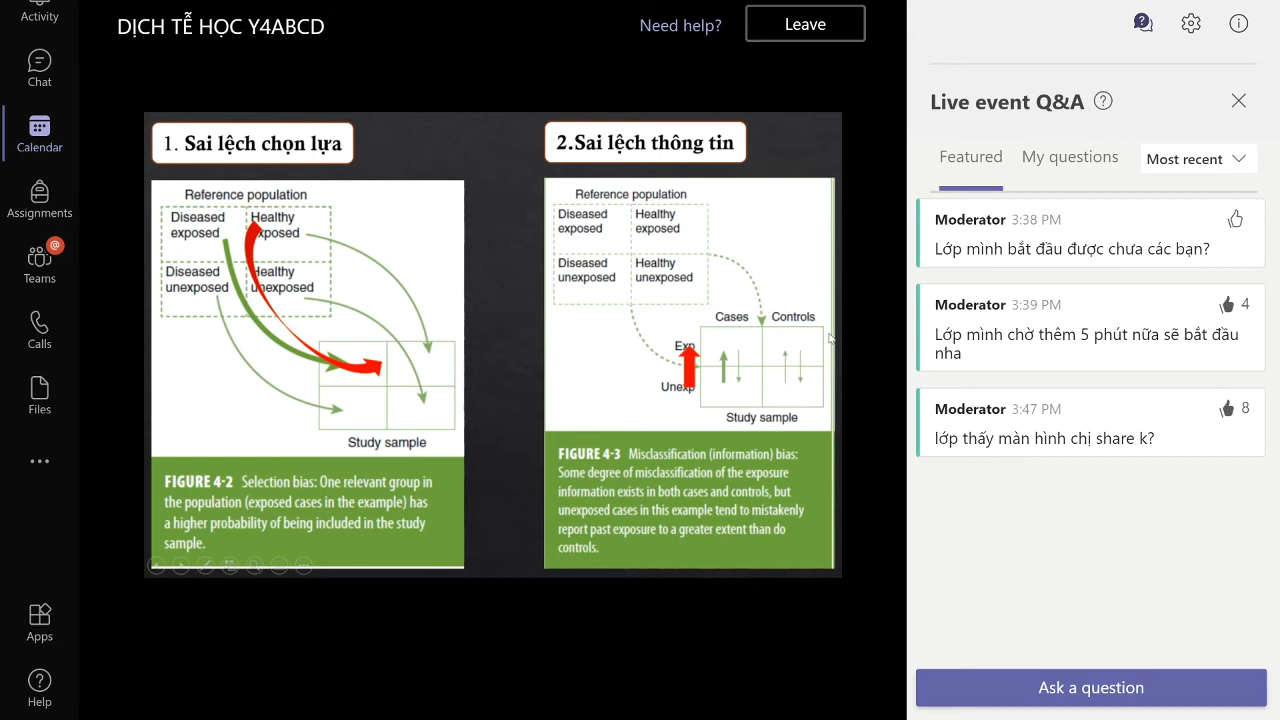 Activity
Chat
Calendar
Assignments
@
Teams
Calls
Files
Apps
Help
DỊCH TỄ HỌC Y4ABCD
Need help?
Leave
1. Sai lệch chọn lựa
Reference population
Diseased
exposed
Healthy
exposed
Diseased
unexposed
Healthy
unexposed
Study sample
FIGURE 4-2 Selection bias: One relevant group in
the population (exposed cases in the example) has
a higher probability of being included in the study
sample.
2.Sai lệch thông tin
Reference population
Diseased
exposed
Healthy
exposed
Diseased
unexposed
Healthy
unexposed
Cases
Controls
Exp
Unexp
Study sample
FIGURE 4-3 Misclassification (information) bias:
Some degree of misclassification of the exposure
information exists in both cases and controls, but
unexposed cases in this example tend to mistakenly
report past exposure to a greater extent than do
controls.
Live event Q&A
Featured
My questions
Most recent
Moderator 3:38 PM
Lớp mình bắt đầu được chưa các bạn?
Moderator 3:39 PM
4
Lớp mình chờ thêm 5 phút nữa sẽ bắt đầu
nha
Moderator 3:47 PM
8
lớp thấy màn hình chị share k?
Ask a question